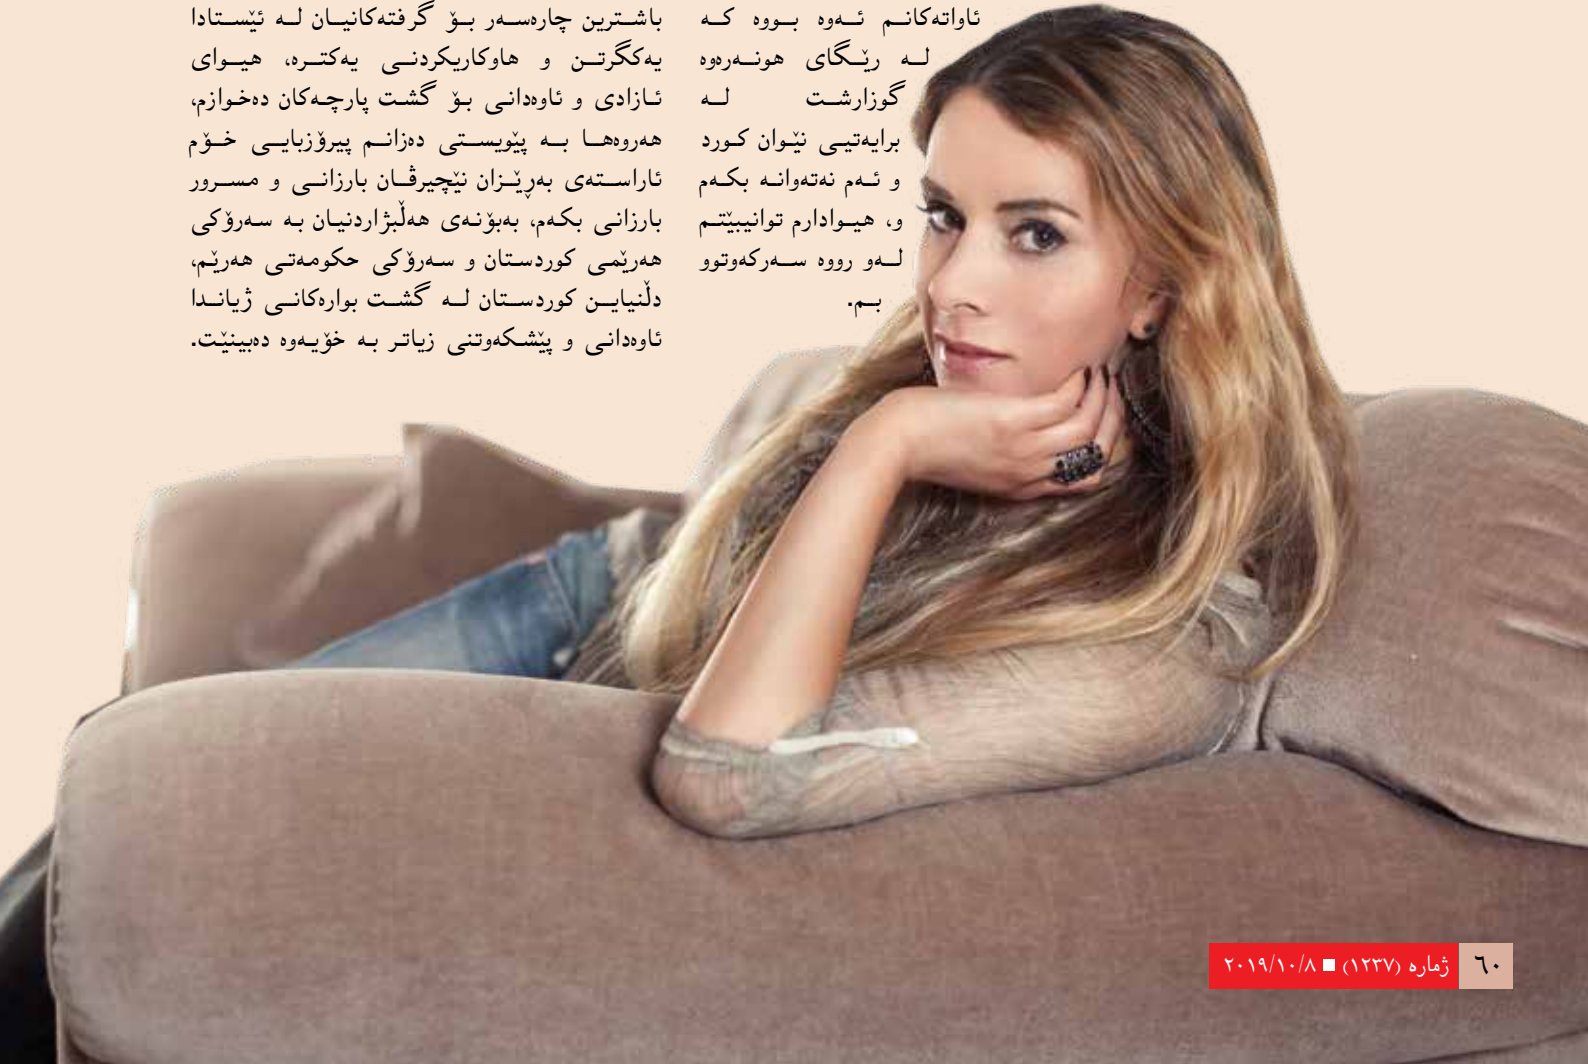 ئاواتەکانم ئەوە بووە کە
لە رێگای هونەرەوە
گوزارشت لە
برایەتیی نێوان کورد
و ئەم نەتەوانە بکەم
و، هیوادارم توانیبێتم
لەو رووە سەرکەوتوو
بم.
باشترین چارەسەر بۆ گرفتەکانیان لە ئێستادا
یەکگرتن و هاوکاریکردنی یەکترە، هیوای
ئازادی و ئاوەدانی بۆ گشت پارچەکان دەخوازم،
هەروەها بە پێویستی دەزانم پیرۆزبایی خۆم
ئاراستەی بەڕێزان نێچیرڤان بارزانی و مسرور
بارزانی بکەم، بەبۆنەی هەڵبژاردنیان بە سەرۆکی
هەرێمی کوردستان و سەرۆکی حکومەتی هەرێم،
دڵنیاین کوردستان لە گشت بوارەکانی ژیاندا
ئاوەدانی و پێشکەوتنی زیاتر بە خۆیەوە دەبینێت.
٦٠ ژمارە (١٢٣٧) ■ ٢٠١٩/١٠/٨